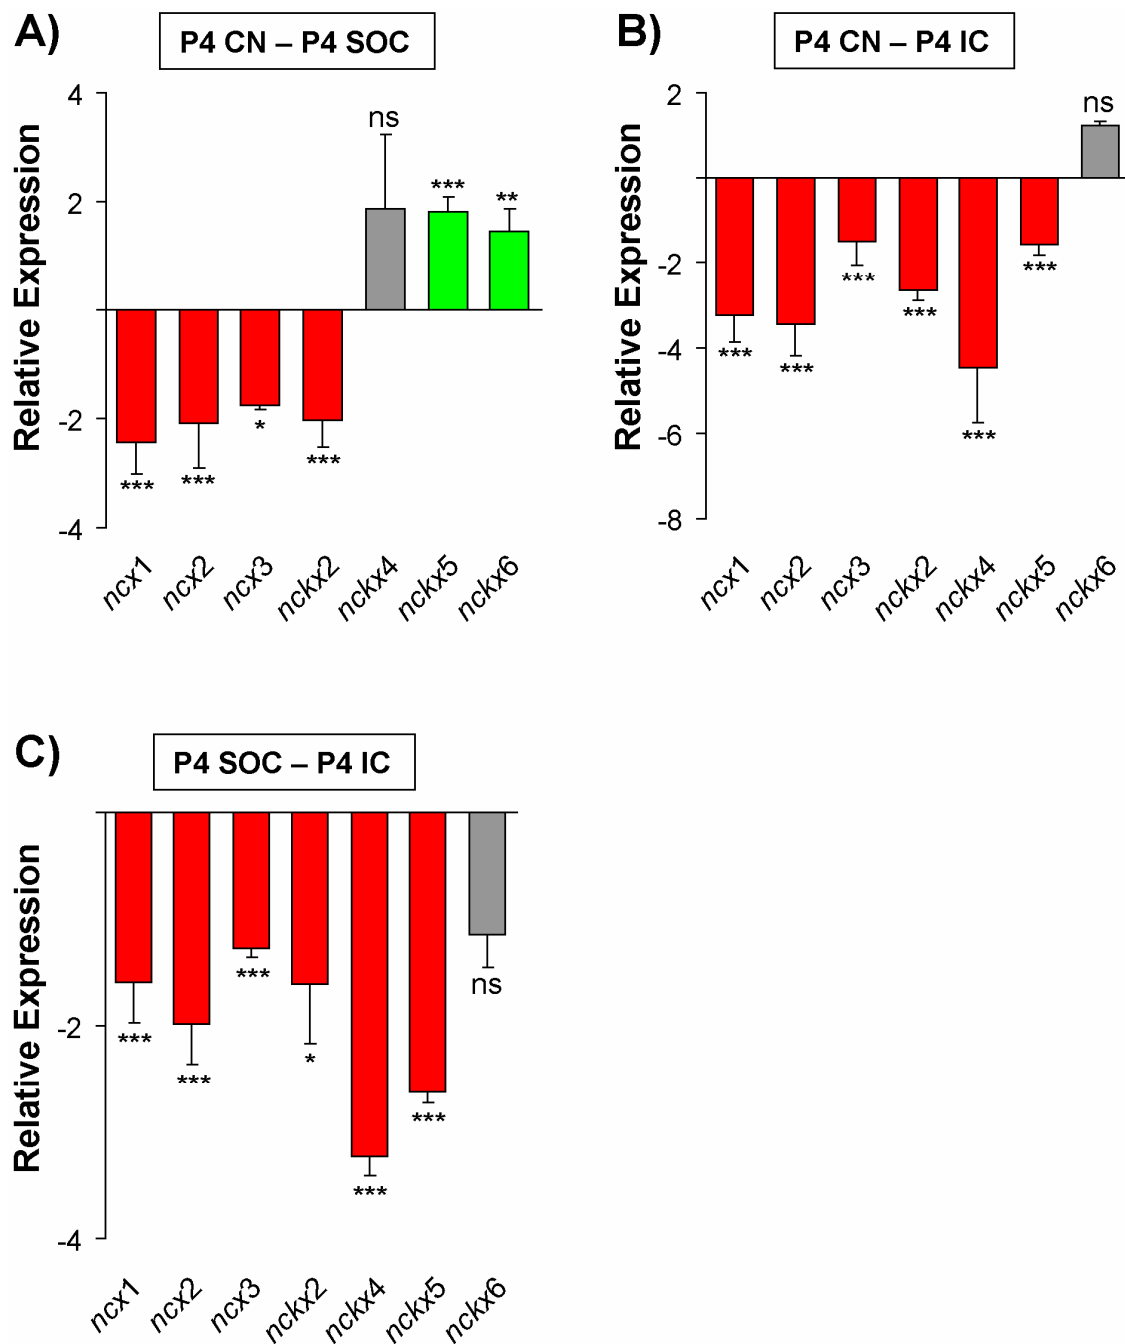 A)
P4 CN – P4 SOC
Relative Expression
4
2
-2
-4
***
***
*
***
ns
***
**
ncx1
ncx2
ncx3
nckx2
nckx4
nckx5
nckx6
B)
P4 CN – P4 IC
Relative Expression
2
-2
-4
-6
-8
***
***
***
***
***
***
ns
ncx1
ncx2
ncx3
nckx2
nckx4
nckx5
nckx6
C)
P4 SOC – P4 IC
Relative Expression
-2
-4
***
***
***
*
***
***
ns
ncx1
ncx2
ncx3
nckx2
nckx4
nckx5
nckx6